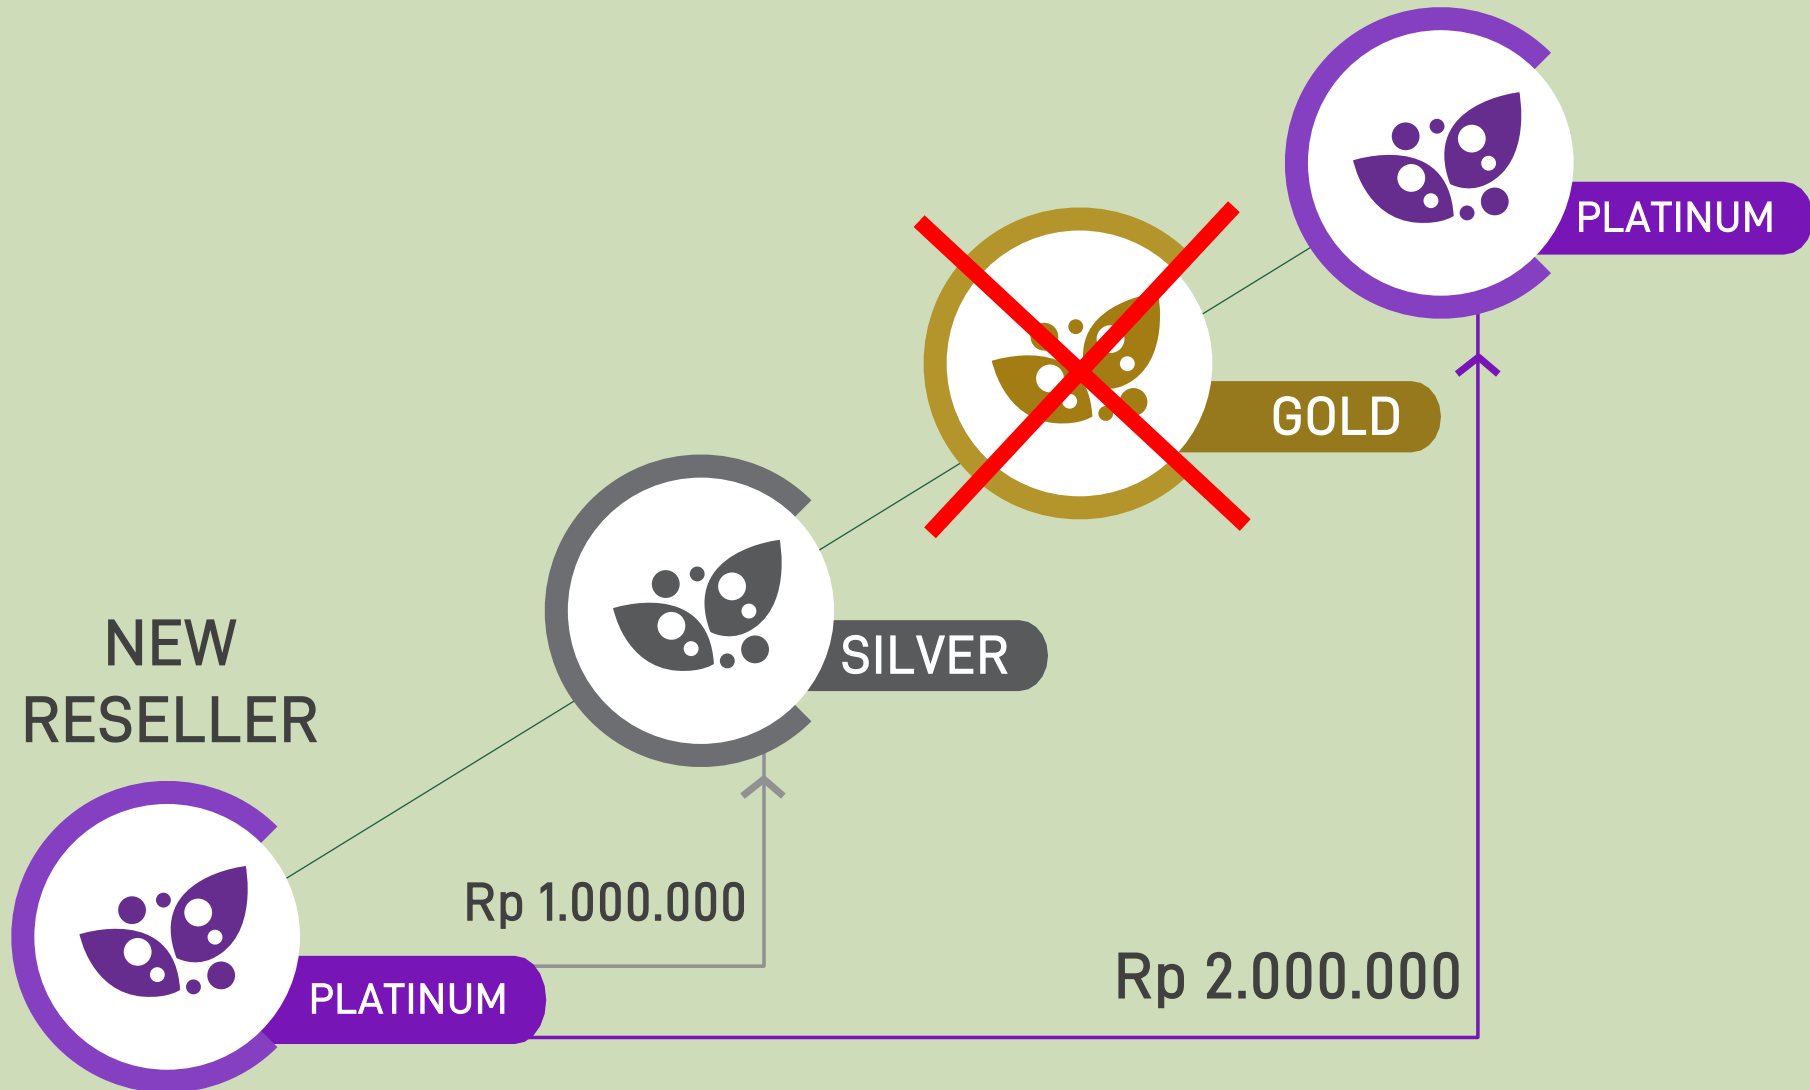 PLATINUM
GOLD
SILVER
NEW
RESELLER
Rp 1.000.000
Rp 2.000.000
PLATINUM